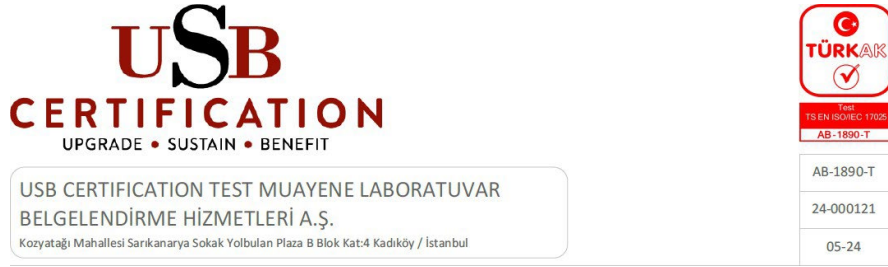 USB
CERTIFICATION
UPGRADE • SUSTAIN • BENEFIT
TÜRKAK
Test
TS EN ISO/IEC 17025
AB-1890-T
USB CERTIFICATION TEST MUAYENE LABORATUVAR
BELGELENDİRME HİZMETLERİ A.Ş.
Kozyatağı Mahallesi Sarıkanarya Sokak Yolbulan Plaza B Blok Kat:4 Kadıköy / İstanbul
AB-1890-T
24-000121
05-24